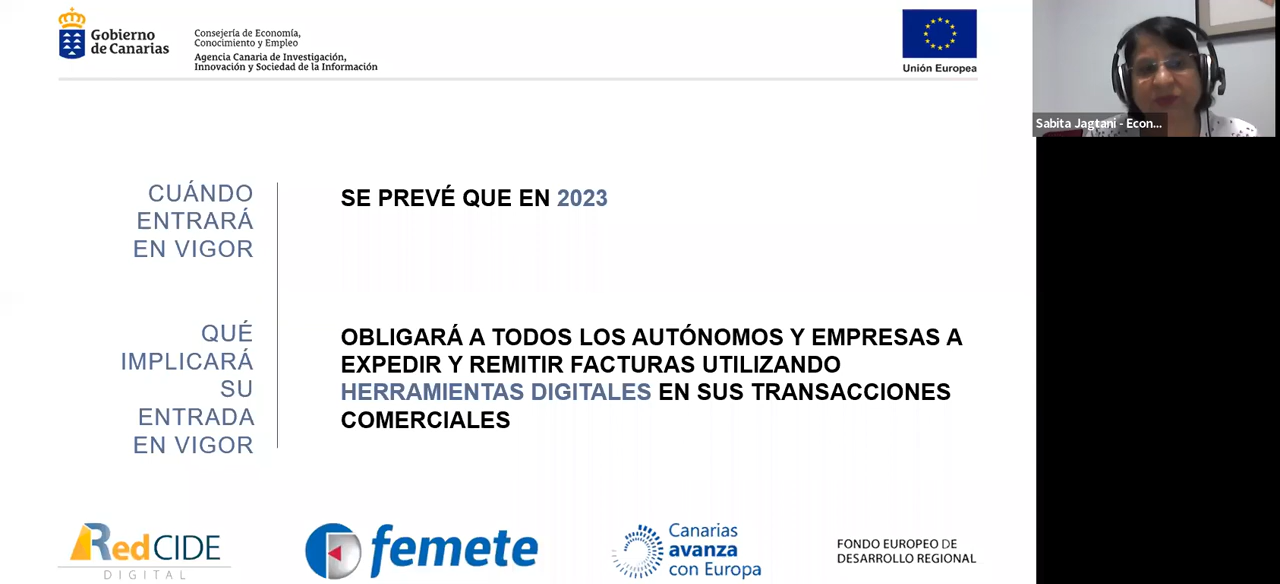 Gobierno
de Canarias
Consejería de Economía,
Conocimiento y Empleo
Agencia Canaria de Investigación,
Innovación y Sociedad de la Información
Unión Europea
Sabita Jagtani - Econ...
CUÁNDO
ENTRARÁ
EN VIGOR
SE PREVÉ QUE EN 2023
QUÉ
IMPLICARÁ
SU
ENTRADA
EN VIGOR
OBLIGARÁ A TODOS LOS AUTÓNOMOS Y EMPRESAS A
EXPEDIR Y REMITIR FACTURAS UTILIZANDO
HERRAMIENTAS DIGITALES EN SUS TRANSACCIONES
COMERCIALES
RedCIDE
DIGITAL
femete
Canarias
avanza
con Europa
FONDO EUROPEO DE
DESARROLLO REGIONAL